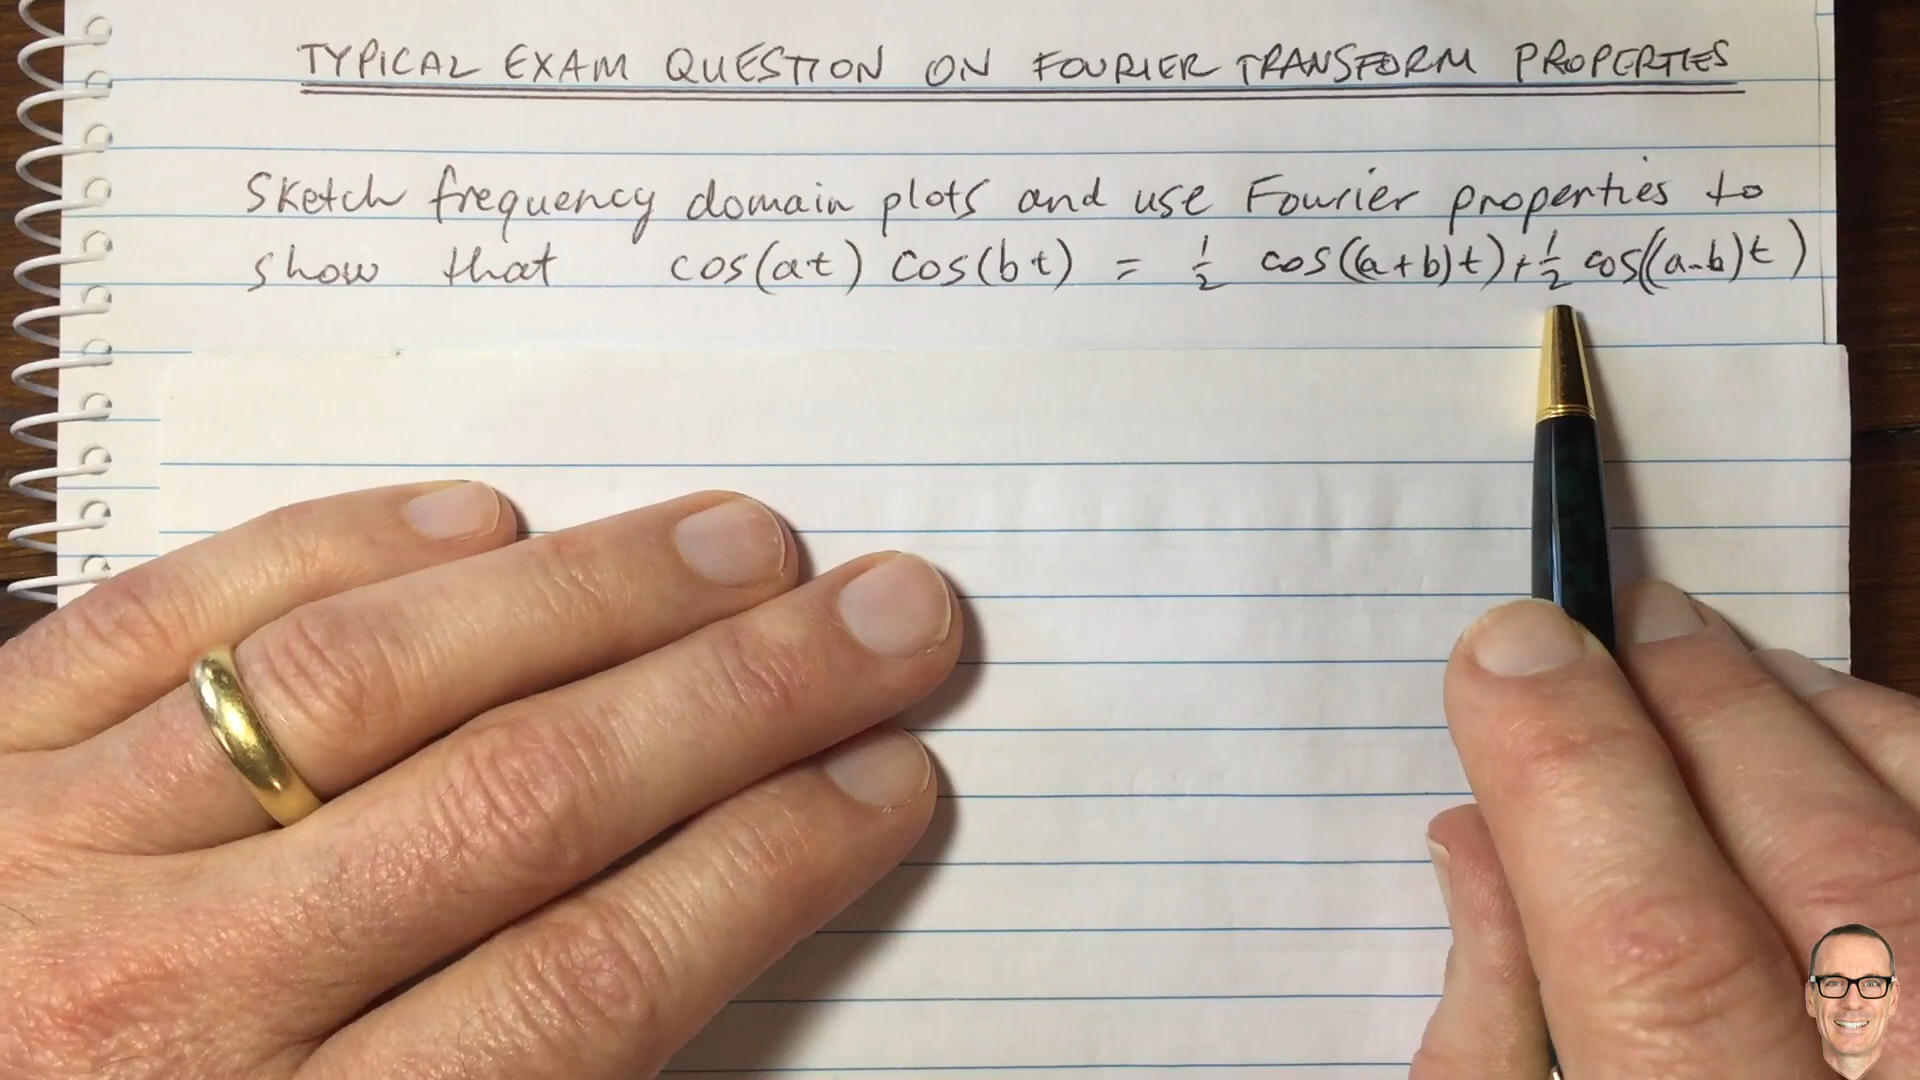 TYPICAL EXAM QUESTION ON FOURIER TRANSFORM PROPERTIES
Sketch frequency domain plots and use Fourier properties to
show that cos(at) cos(bt) = 1/2 cos((a+b)t) + 1/2 cos((a-b)t)